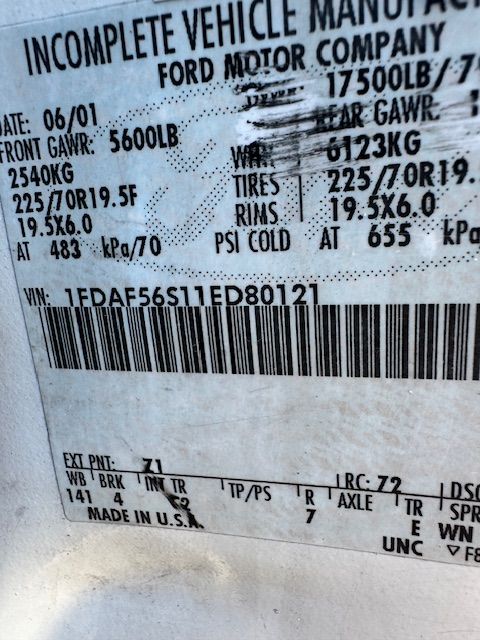 INCOMPLETE VEHICLE MANUFAC
FORD MOTOR COMPANY
DATE: 06/01 17500LB/
FRONT GAWR: 5600LB REAR GAWR:
2540KG 6123KG
225/70R19.5F TIRES 225/70R19.
19.5X6.0 RIMS 19.5X6.0
AT 483 kPa/70 PSI COLD AT 655 kPa
VIN: 1FDAF56S11ED80121
EXT PNT: Z1 RC: 72 DSO
WB BRK INT TR TP/PS R AXLE TR SPR
141 4 7 E WN
MADE IN U.S.A. UNC ▽F8